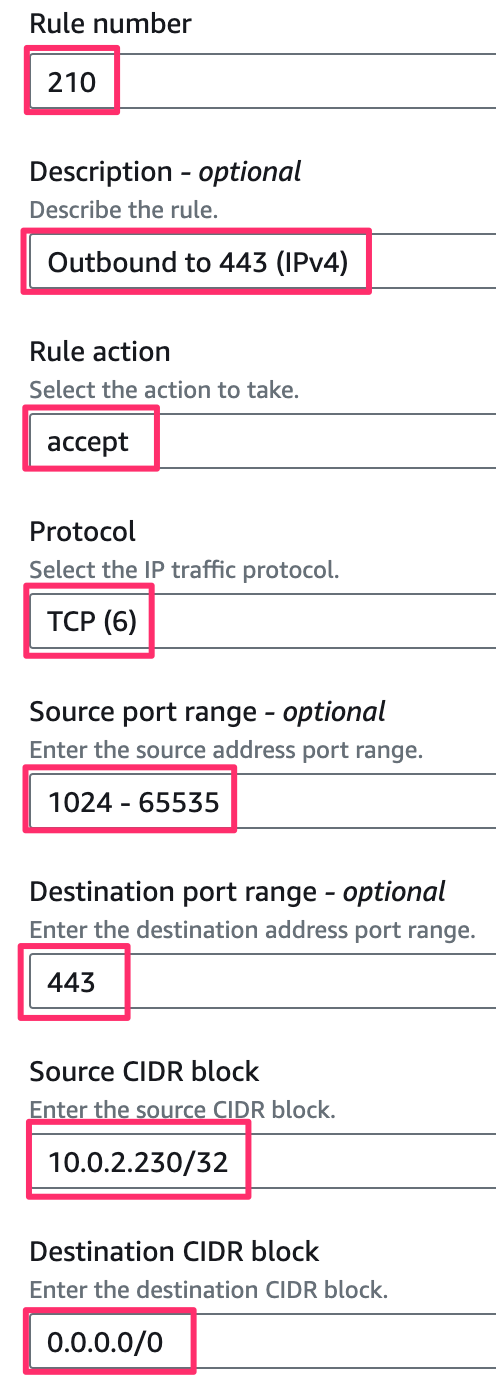 Rule number
210
Description - optional
Describe the rule.
Outbound to 443 (IPv4)
Rule action
Select the action to take.
accept
Protocol
Select the IP traffic protocol.
TCP (6)
Source port range - optional
Enter the source address port range.
1024 - 65535
Destination port range - optional
Enter the destination address port range.
443
Source CIDR block
Enter the source CIDR block.
10.0.2.230/32
Destination CIDR block
Enter the destination CIDR block.
0.0.0.0/0